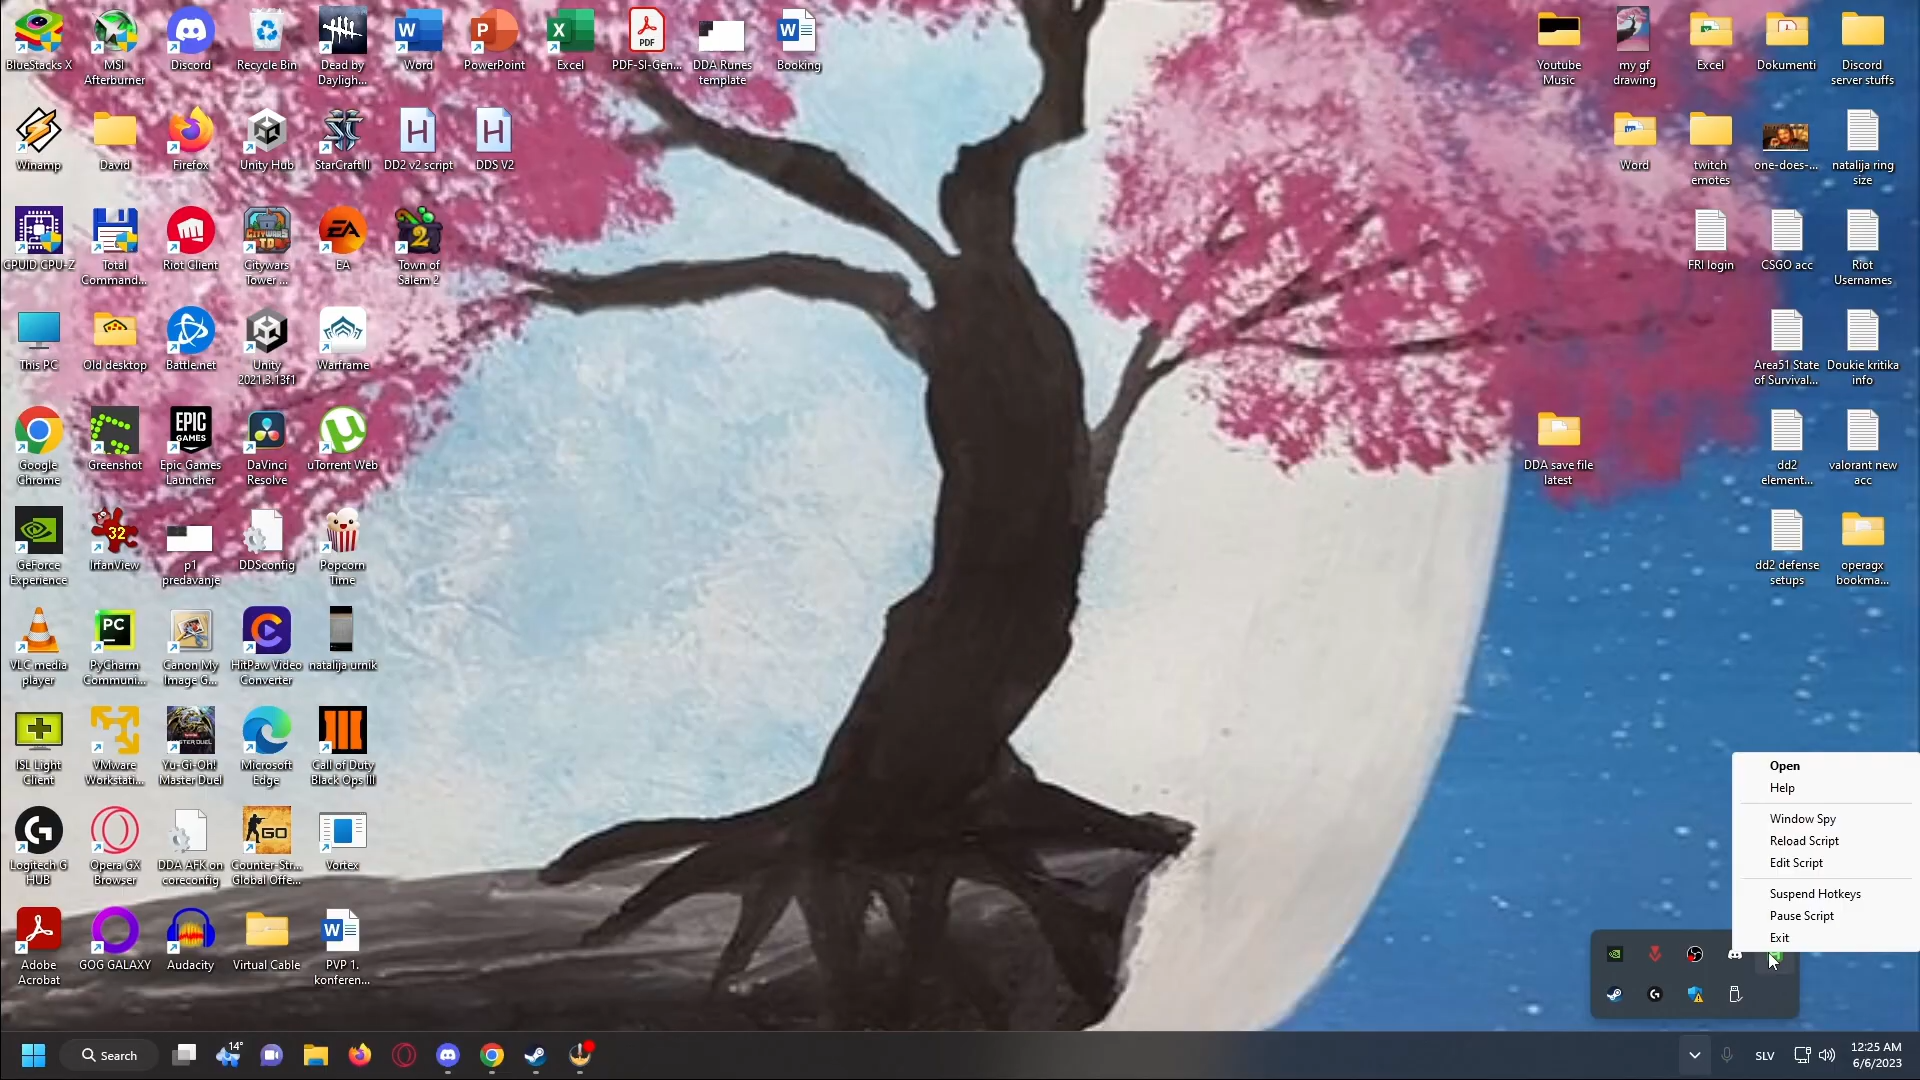 BlueStacks X
MSI
Afterburner
Discord
Recycle Bin
Dead by
Dayligh...
Word
PowerPoint
Excel
PDF-SI-Gen...
DDA Runes
template
Booking
Youtube
Music
my gf
drawing
Excel
Dokumenti
Discord
server stuffs
Winamp
David
Firefox
Unity Hub
StarCraft II
DD2 v2 script
DDS V2
Word
twitch
emotes
one-does-...
natalija ring
size
CPUID CPU-Z
Total
Command...
Riot Client
Citywars
Tower ...
EA
Town of
Salem 2
FRI login
CSGO acc
Riot
Usernames
This PC
Old desktop
Battle.net
Unity
2021.3.13f1
Warframe
Area51 State
of Survival...
Doukie kritika
info
Google
Chrome
Greenshot
Epic Games
Launcher
DaVinci
Resolve
uTorrent Web
DDA save file
latest
dd2
element...
valorant new
acc
GeForce
Experience
IrfanView
p1
predavanje
DDSconfig
Popcorn
Time
dd2 defense
setups
operagx
bookma...
VLC media
player
PyCharm
Communi...
Canon My
Image G...
HitPaw Video
Converter
natalija urnik
ISL Light
Client
VMware
Workstati...
Yu-Gi-Oh!
Master Duel
Microsoft
Edge
Call of Duty
Black Ops III
Open
Help
Window Spy
Reload Script
Edit Script
Suspend Hotkeys
Pause Script
Exit
Logitech G
HUB
Opera GX
Browser
DDA AFK on
coreconfig
Counter-Str...
Global Offe...
Vortex
Adobe
Acrobat
GOG GALAXY
Audacity
Virtual Cable
PVP 1.
konferen...
Search
14°
SLV
12:25 AM
6/6/2023